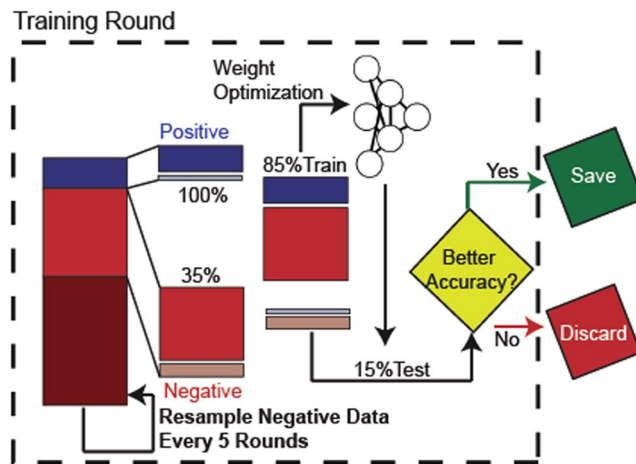 Training Round
Weight
Optimization
Positive
85%Train
100%
Yes
Save
Better
Accuracy?
35%
No
Discard
15%Test
Negative
Resample Negative Data
Every 5 Rounds